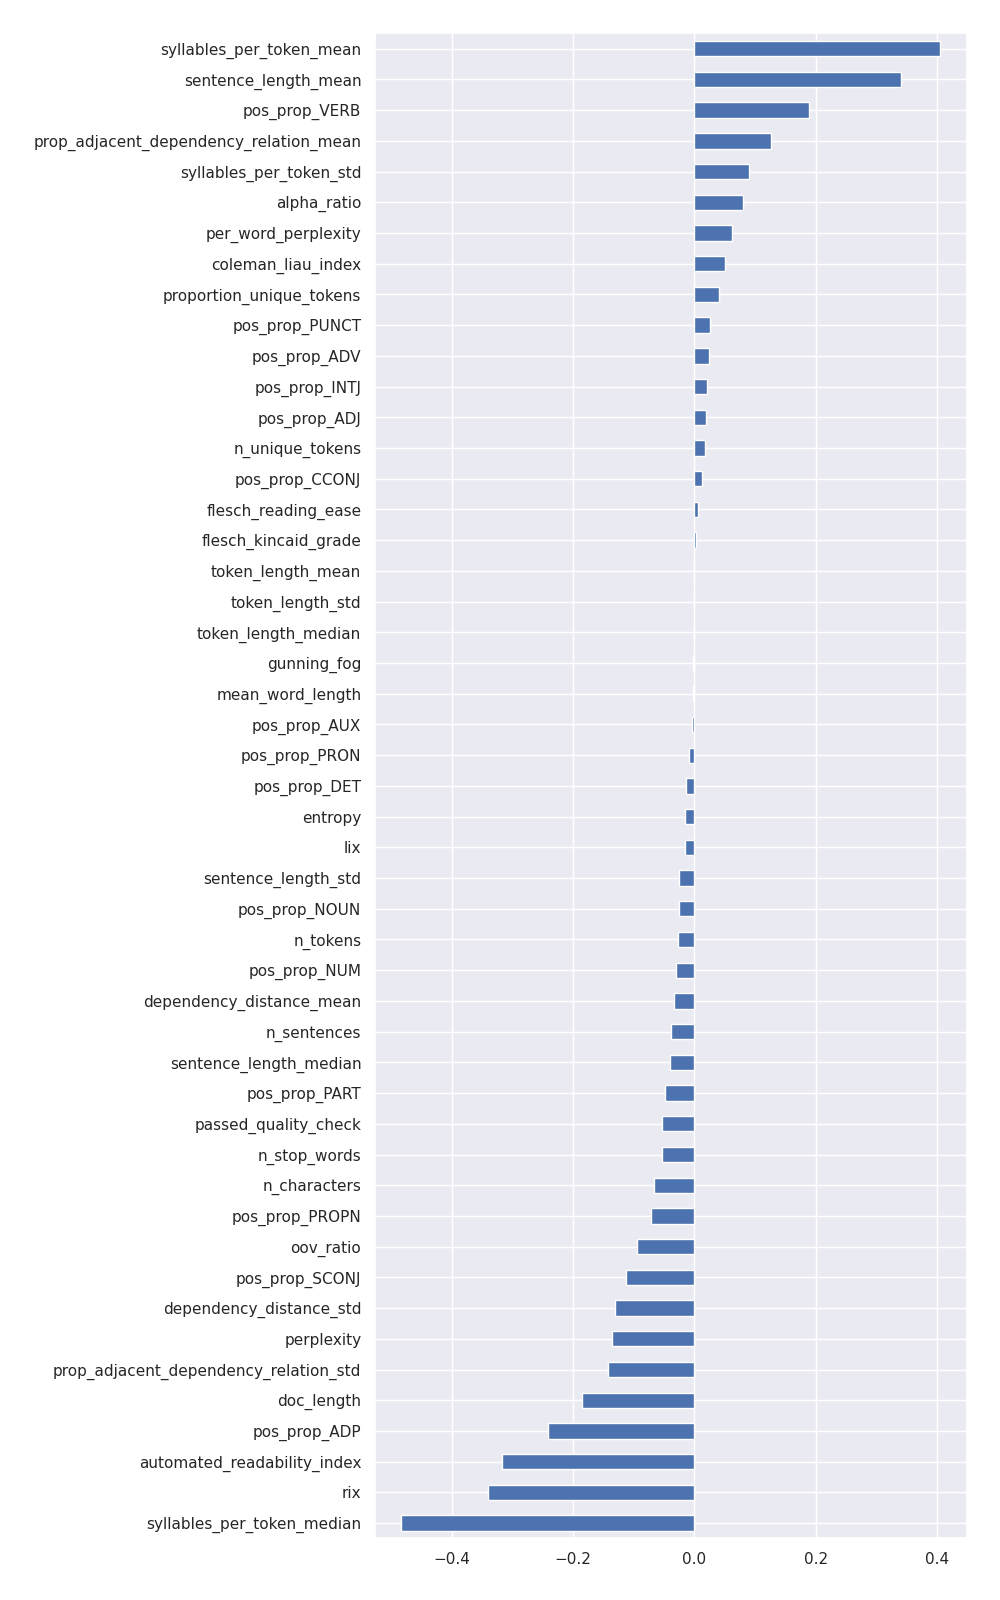 syllables_per_token_mean
sentence_length_mean
pos_prop_VERB
prop_adjacent_dependency_relation_mean
syllables_per_token_std
alpha_ratio
per_word_perplexity
coleman_liau_index
proportion_unique_tokens
pos_prop_PUNCT
pos_prop_ADV
pos_prop_INTJ
pos_prop_ADJ
n_unique_tokens
pos_prop_CCONJ
flesch_reading_ease
flesch_kincaid_grade
token_length_mean
token_length_std
token_length_median
gunning_fog
mean_word_length
pos_prop_AUX
pos_prop_PRON
pos_prop_DET
entropy
lix
sentence_length_std
pos_prop_NOUN
n_tokens
pos_prop_NUM
dependency_distance_mean
n_sentences
sentence_length_median
pos_prop_PART
passed_quality_check
n_stop_words
n_characters
pos_prop_PROPN
oov_ratio
pos_prop_SCONJ
dependency_distance_std
perplexity
prop_adjacent_dependency_relation_std
doc_length
pos_prop_ADP
automated_readability_index
rix
syllables_per_token_median
−0.4 −0.2 0.0 0.2 0.4